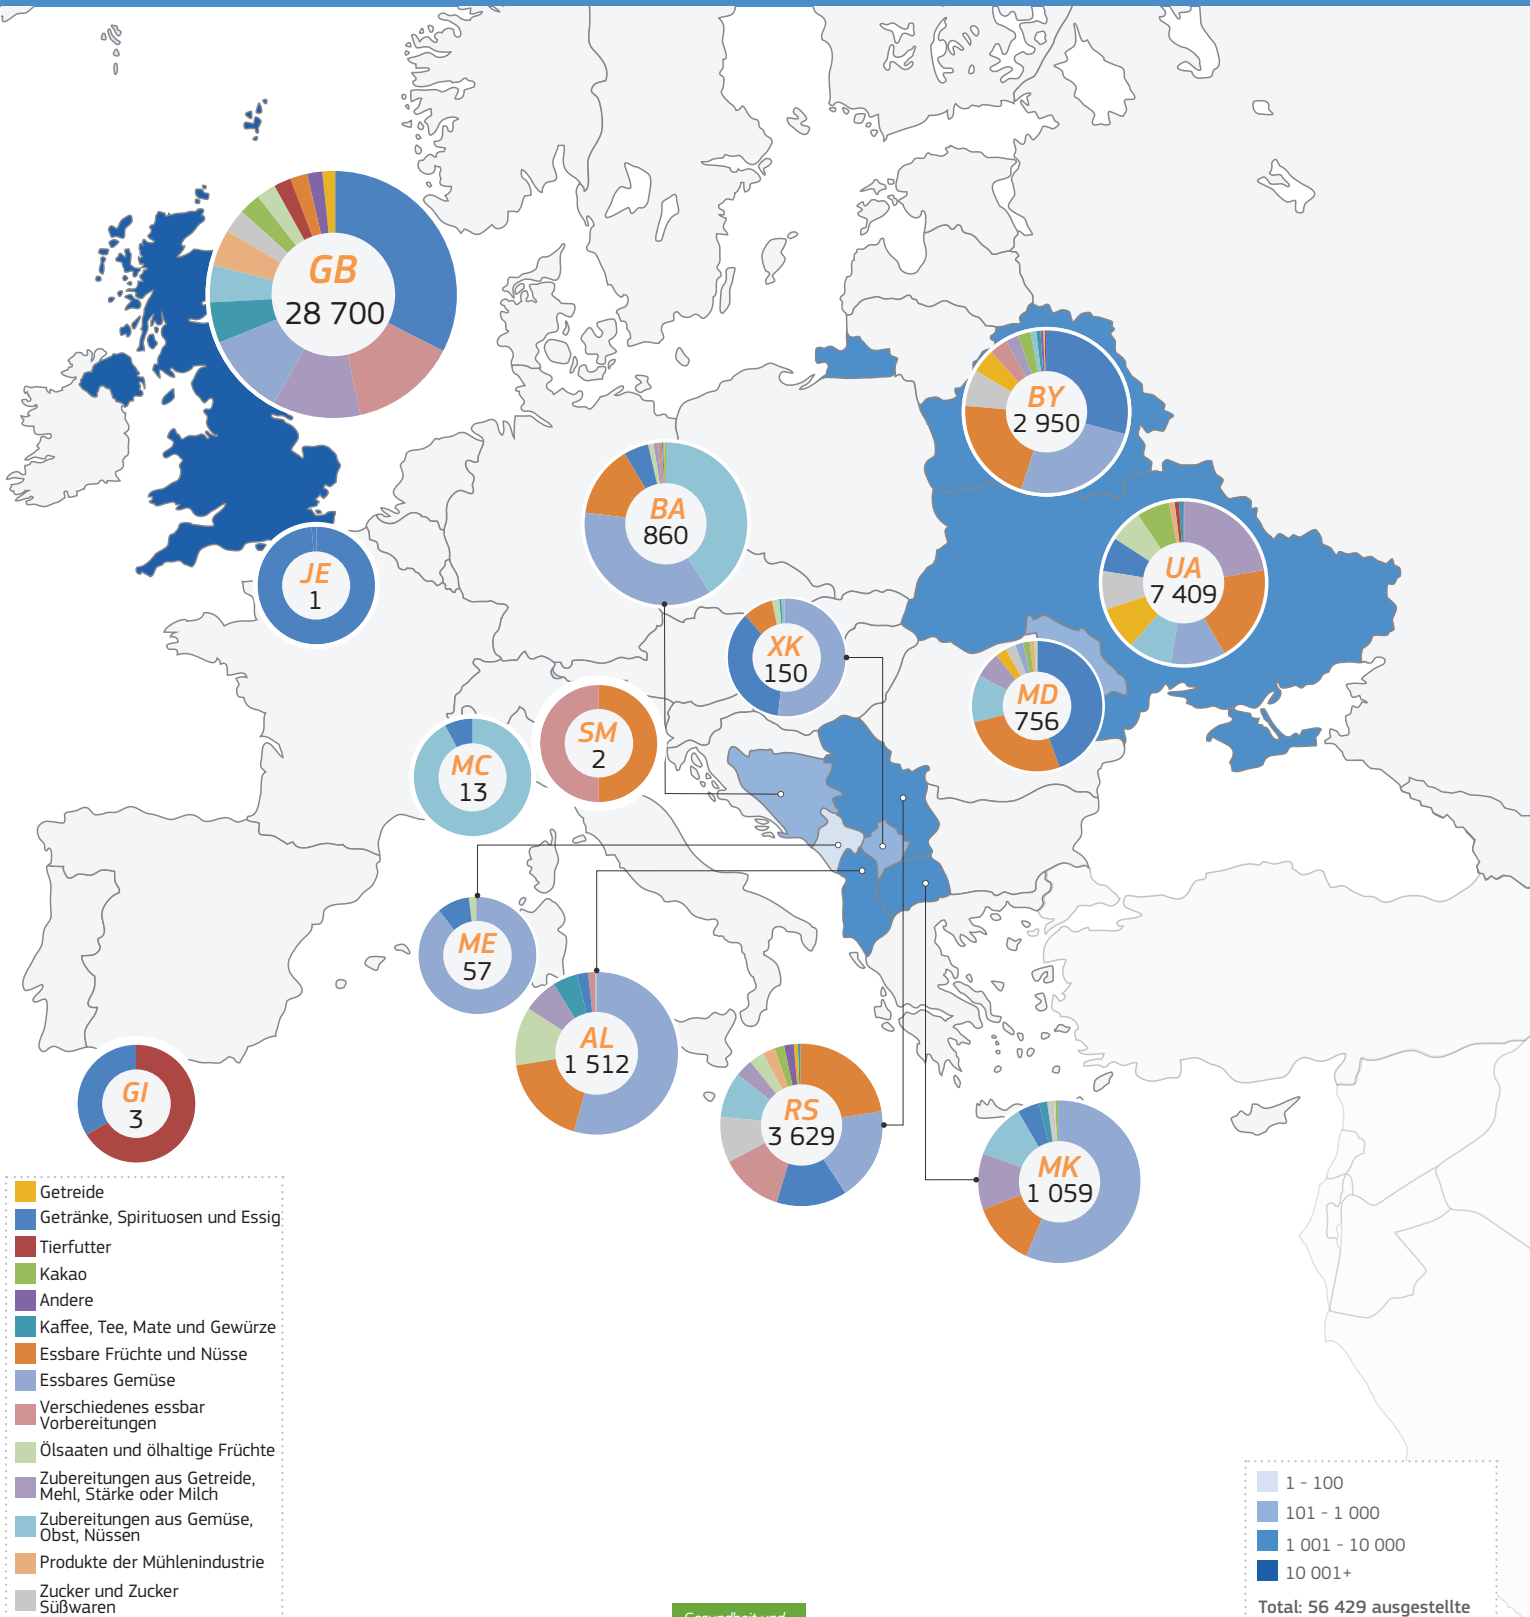 GB
28 700
BY
2 950
BA
860
UA
7 409
JE
1
XK
150
MD
756
SM
2
MC
13
ME
57
AL
1 512
GI
3
RS
3 629
MK
1 059
Getreide
Getränke, Spirituosen und Essig
Tierfutter
Kakao
Andere
Kaffee, Tee, Mate und Gewürze
Essbare Früchte und Nüsse
Essbares Gemüse
Verschiedenes essbar
Vorbereitungen
Ölsaaten und ölhaltige Früchte
Zubereitungen aus Getreide,
Mehl, Stärke oder Milch
Zubereitungen aus Gemüse,
Obst, Nüssen
Produkte der Mühlenindustrie
Zucker und Zucker
Süßwaren
1 - 100
101 - 1 000
1 001 - 10 000
10 001+
Total: 56 429 ausgestellte
Gesundheit und